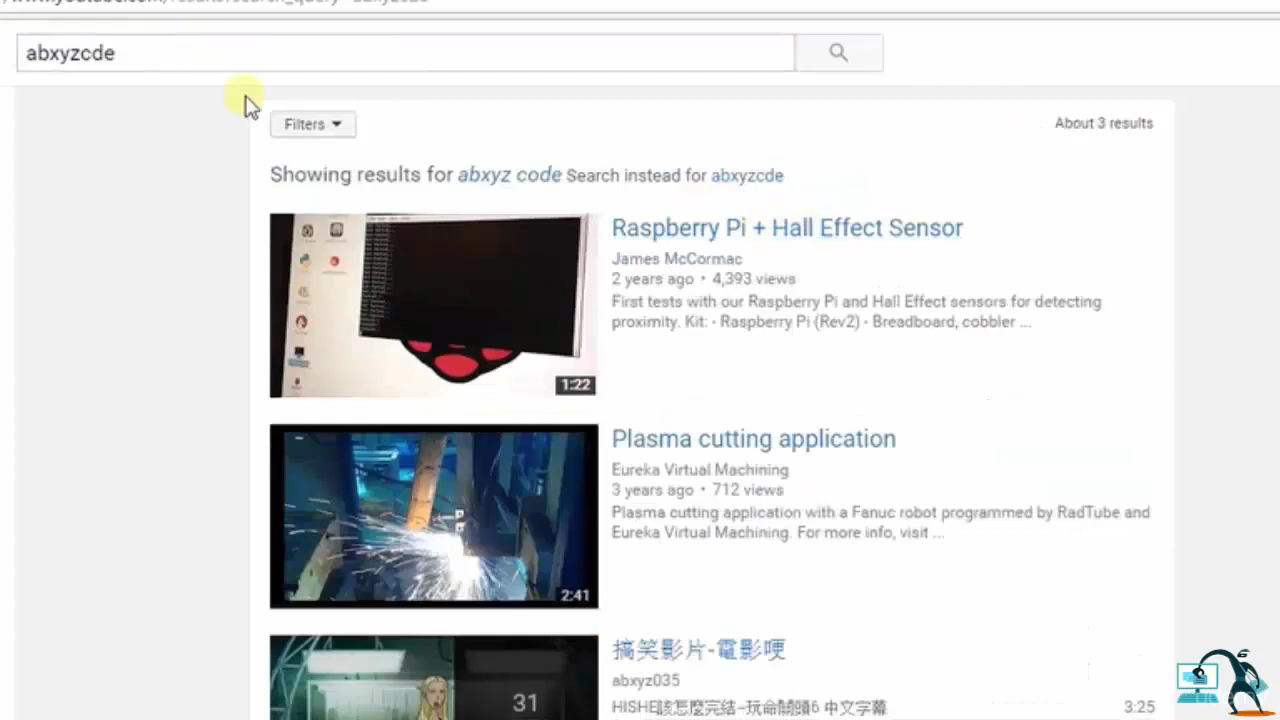 abxyzcde
Filters
About 3 results
Showing results for abxyz code Search instead for abxyzcde
Raspberry Pi + Hall Effect Sensor
James McCormac
2 years ago • 4,393 views
First tests with our Raspberry Pi and Hall Effect sensors for detecting
proximity. Kit: - Raspberry Pi (Rev2) - Breadboard, cobbler ...
1:22
Plasma cutting application
Eureka Virtual Machining
3 years ago • 712 views
Plasma cutting application with a Fanuc robot programmed by RadTube and
Eureka Virtual Machining. For more info, visit ...
2:41
搞笑影片-電影哽
abxyz035
31
HISHE該怎麼完結–玩命關頭6 中文字幕
3:25